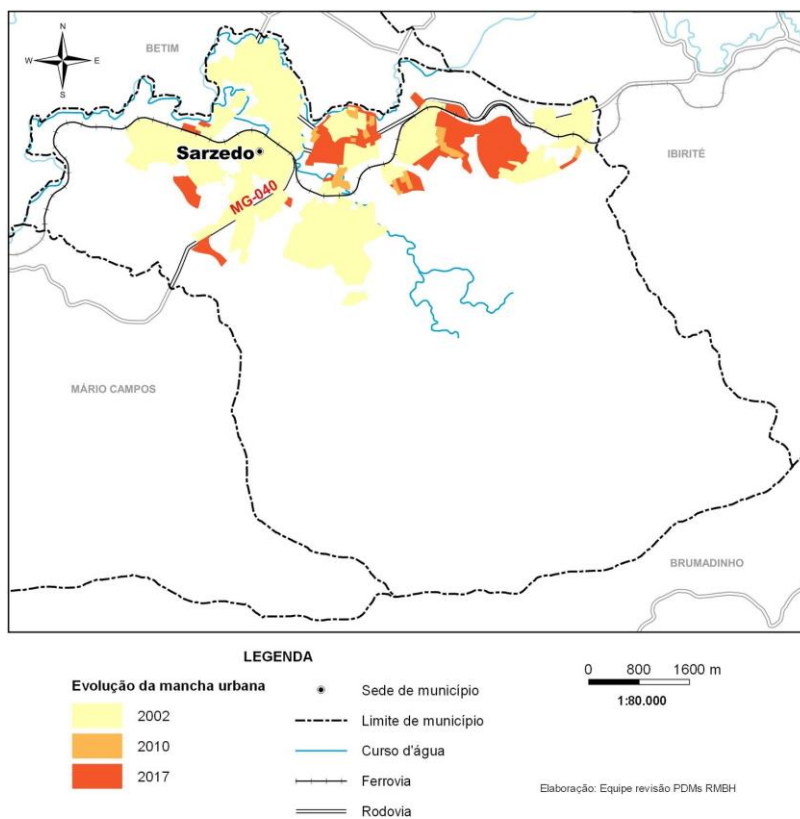 N
W
E
S
BETIM
IBIRITÉ
Sarzedo
MG-040
MÁRIO CAMPOS
BRUMADINHO
LEGENDA
Evolução da mancha urbana
2002
2010
2017
Sede de município
Limite de município
Curso d'água
Ferrovia
Rodovia
0 800 1600 m
1:80.000
Elaboração: Equipe revisão PDMs RMBH